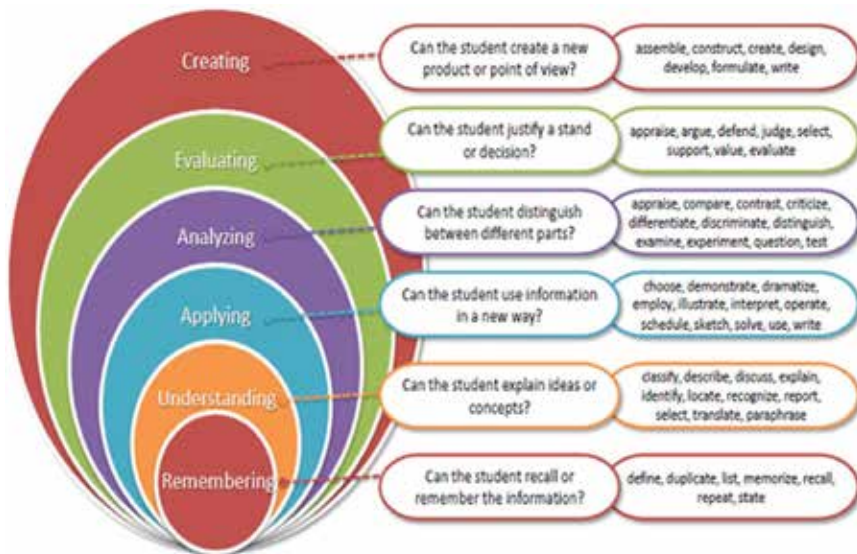 Creating
Can the student create a new
product or point of view?
assemble, construct, create, design,
develop, formulate, write
Evaluating
Can the student justify a stand
or decision?
appraise, argue, defend, judge, select,
support, value, evaluate
Analyzing
Can the student distinguish
between different parts?
appraise, compare, contrast, criticize,
differentiate, discriminate, distinguish,
examine, experiment, question, test
Applying
Can the student use information
in a new way?
choose, demonstrate, dramatize,
employ, illustrate, interpret, operate,
schedule, sketch, solve, use, write
Understanding
Can the student explain ideas or
concepts?
classify, describe, discuss, explain,
identify, locate, recognize, report,
select, translate, paraphrase
Remembering
Can the student recall or
remember the information?
define, duplicate, list, memorize, recall,
repeat, state